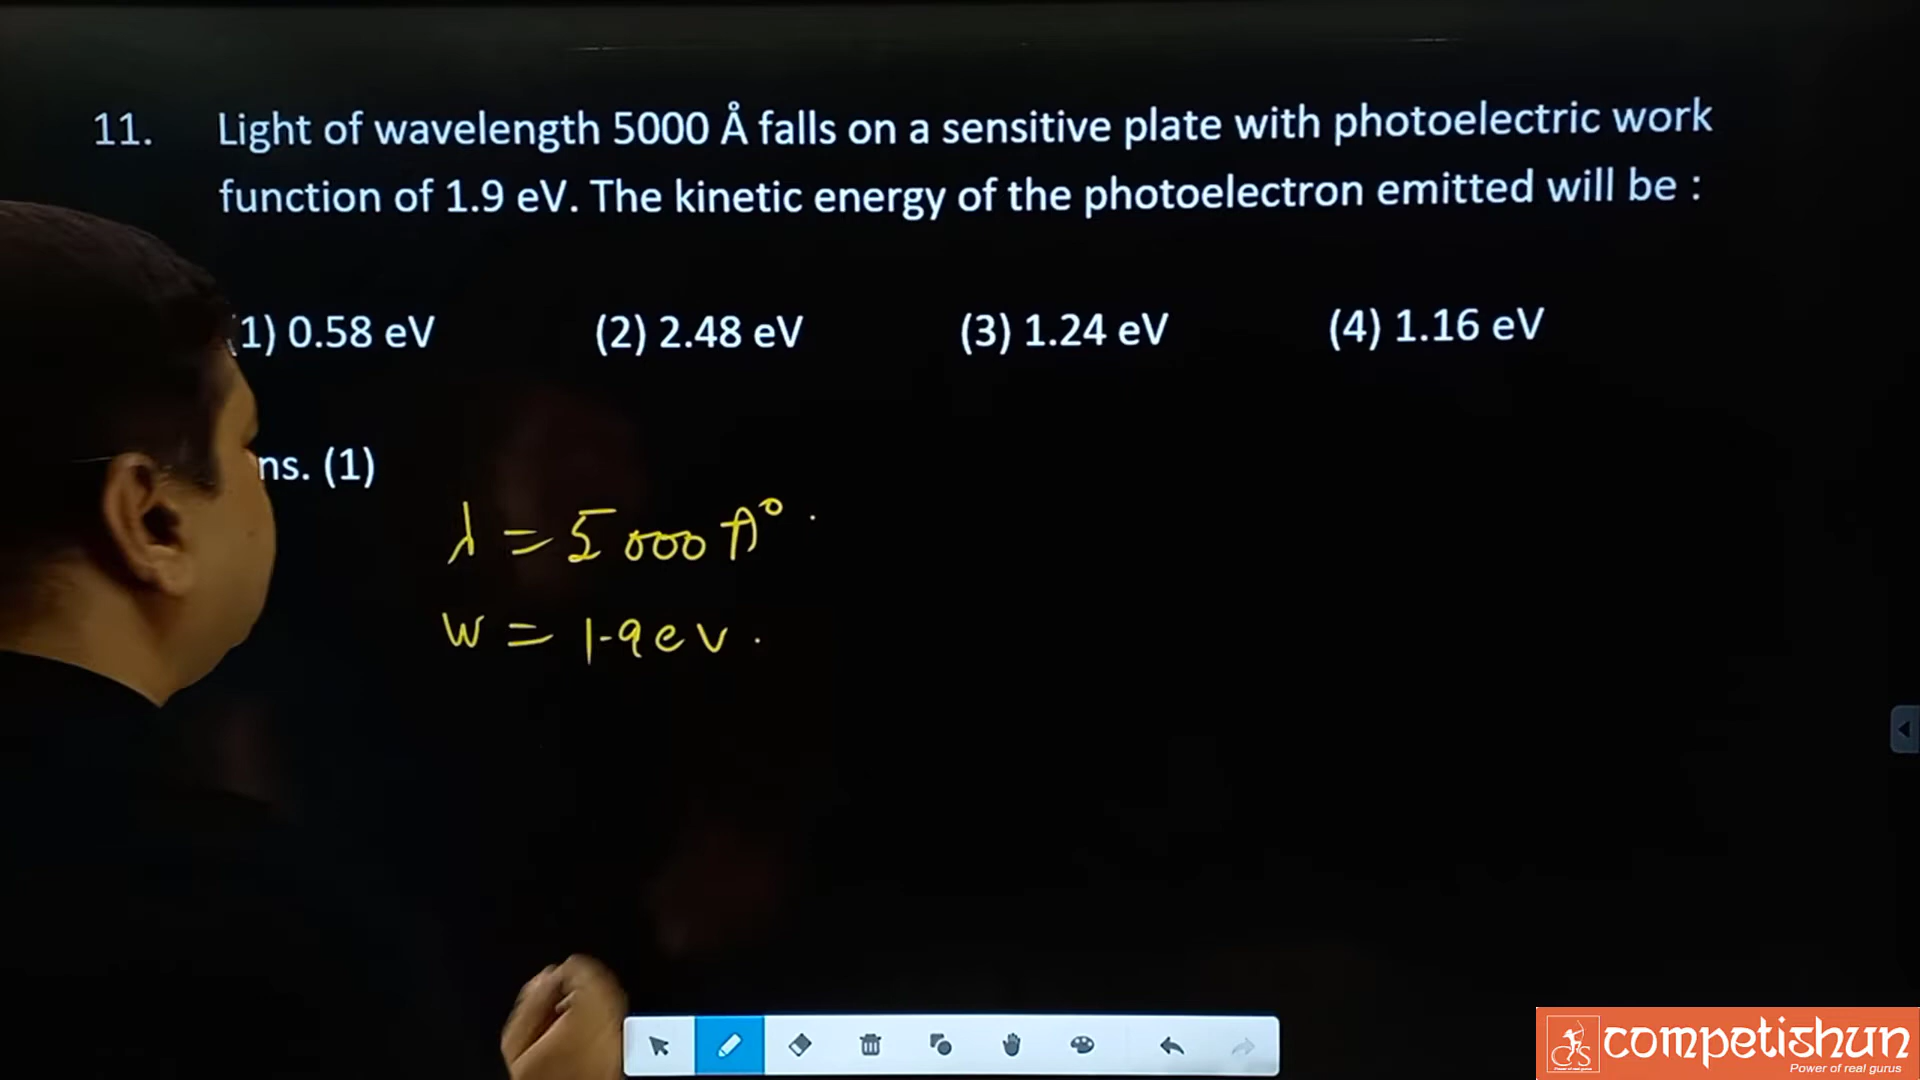 11. Light of wavelength 5000 Å falls on a sensitive plate with photoelectric work
function of 1.9 eV. The kinetic energy of the photoelectron emitted will be :
1) 0.58 eV (2) 2.48 eV (3) 1.24 eV (4) 1.16 eV
ns. (1)
λ = 5000 A°.
W = 1.9 ev.
competishun
Power of real gurus